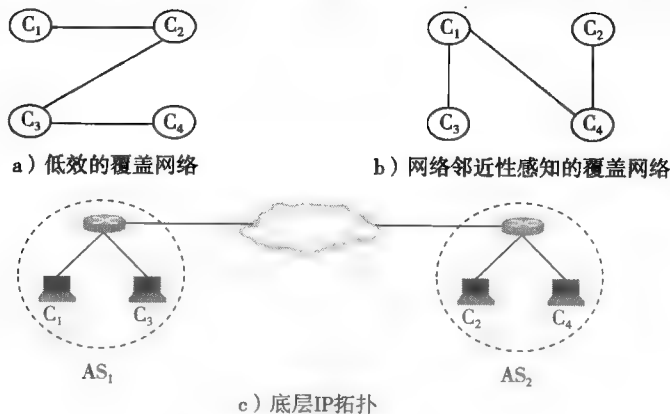 C₁ C₂ C₁ C₂
C₃ C₄ C₃ C₄
a）低效的覆盖网络 b）网络邻近性感知的覆盖网络
C₁ C₃ C₂ C₄
AS₁ AS₂
c）底层IP拓扑